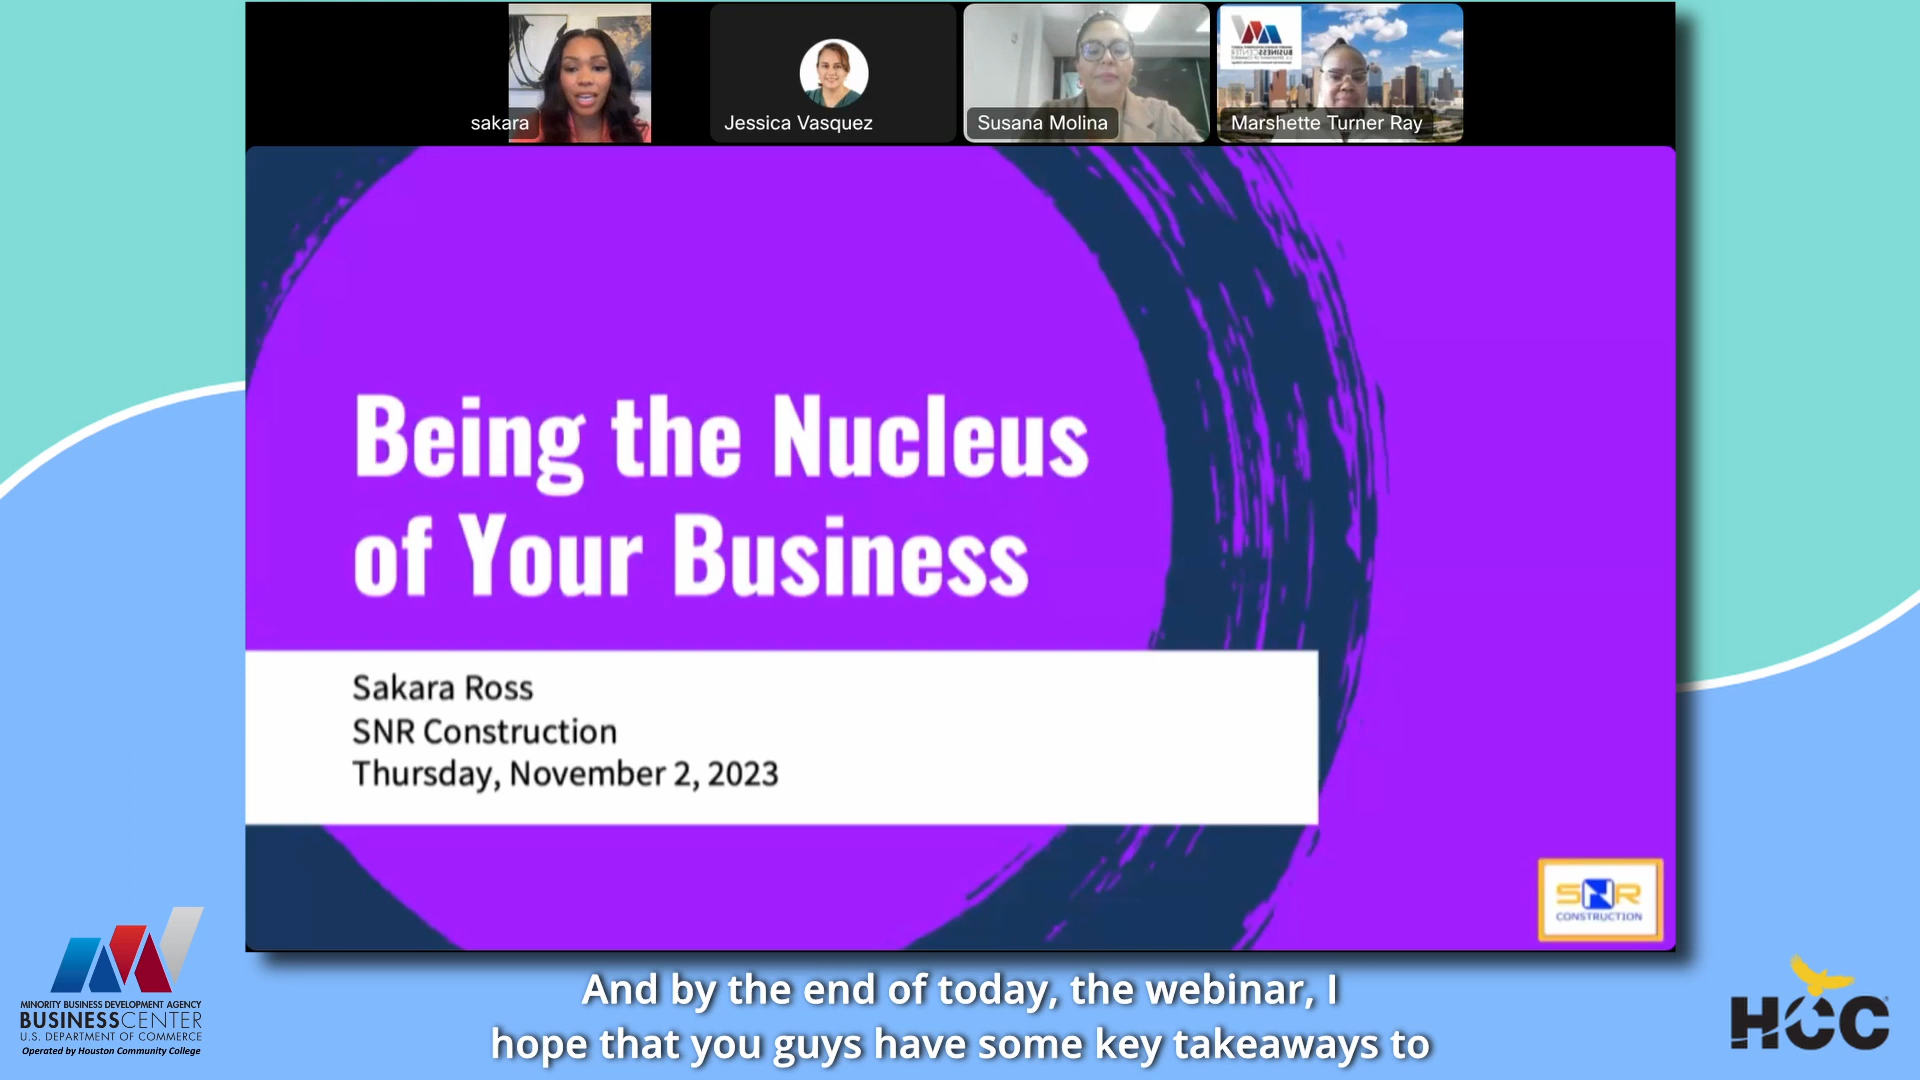 sakara
Jessica Vasquez
Susana Molina
Marshette Turner Ray
Being the Nucleus
of Your Business
Sakara Ross
SNR Construction
Thursday, November 2, 2023
SNR
CONSTRUCTION
MINORITY BUSINESS DEVELOPMENT AGENCY
BUSINESSCENTER
U.S. DEPARTMENT OF COMMERCE
Operated by Houston Community College
And by the end of today, the webinar, I
hope that you guys have some key takeaways to
HCC